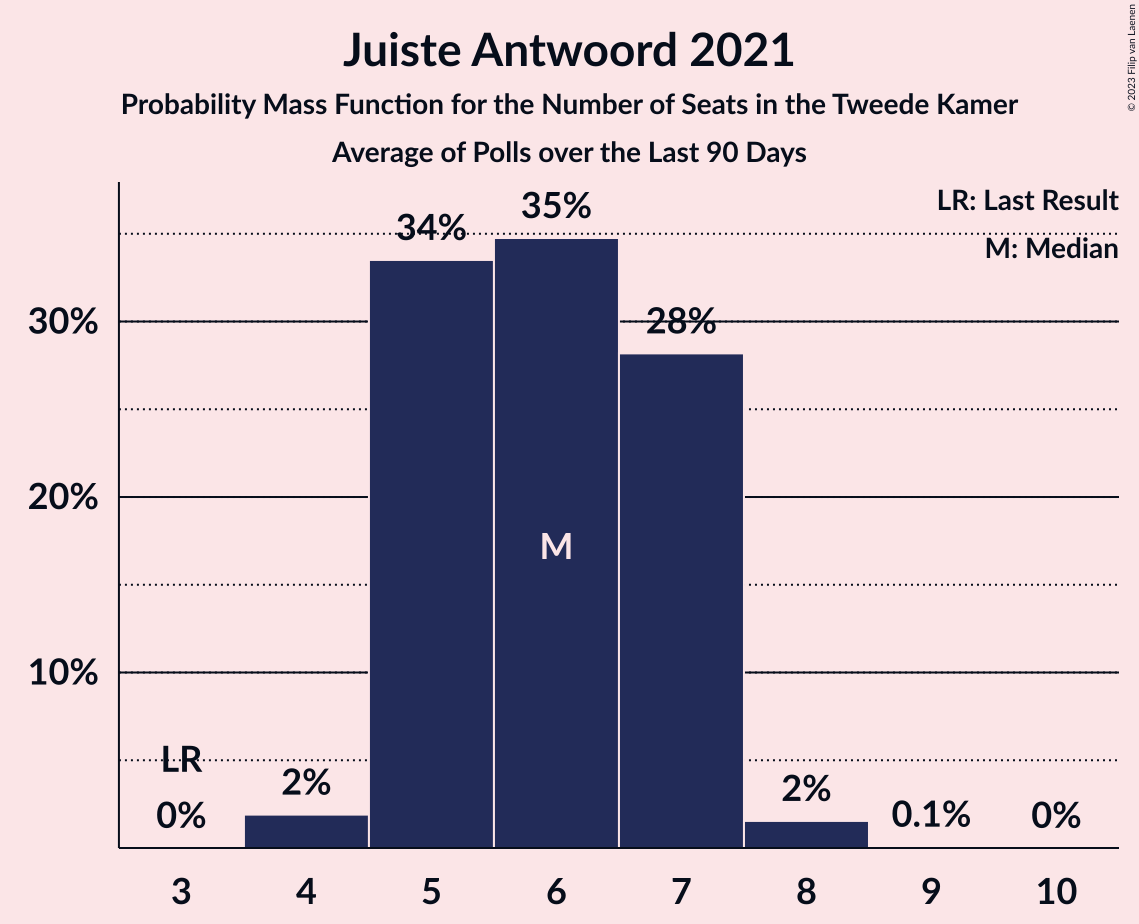 Juiste Antwoord 2021
Probability Mass Function for the Number of Seats in the Tweede Kamer
Average of Polls over the Last 90 Days
© 2023 Filip van Laenen
LR: Last Result
M: Median
35%
34%
28%
30%
20%
10%
M
LR
0%
2%
2%
0.1%
0%
3 4 5 6 7 8 9 10